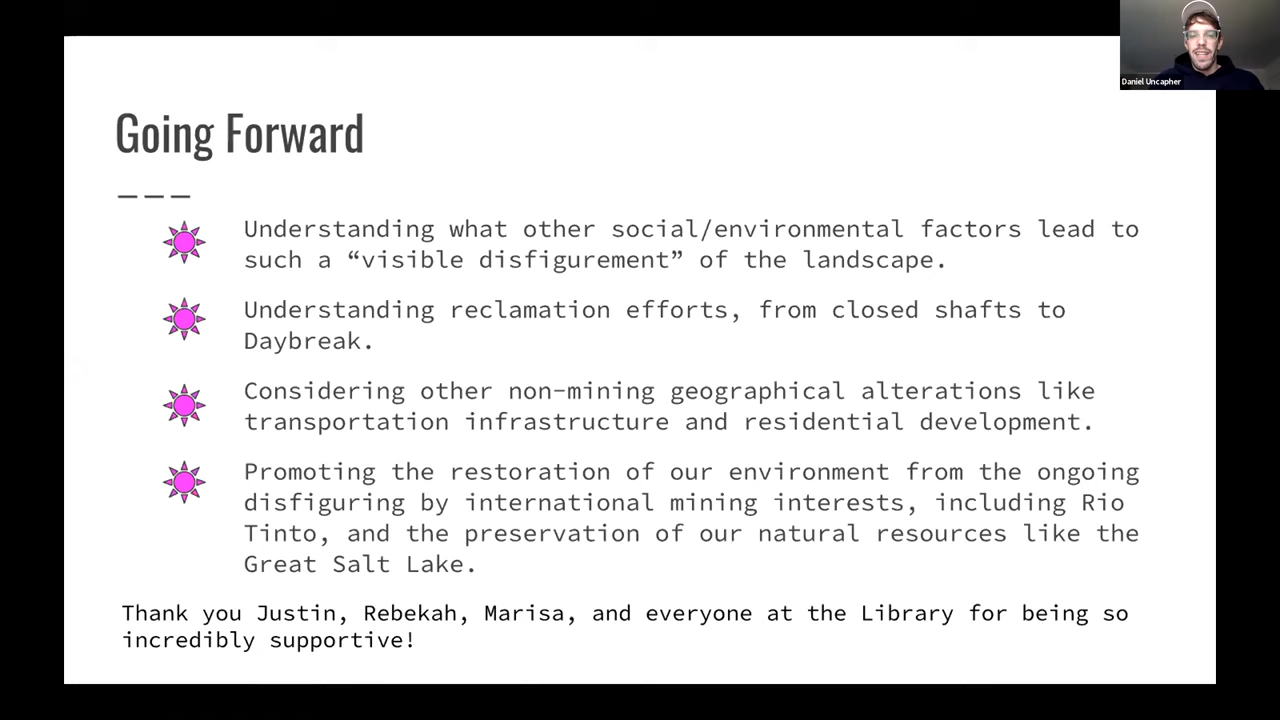 Daniel Uncapher
Going Forward
Understanding what other social/environmental factors lead to
such a “visible disfigurement” of the landscape.
Understanding reclamation efforts, from closed shafts to
Daybreak.
Considering other non-mining geographical alterations like
transportation infrastructure and residential development.
Promoting the restoration of our environment from the ongoing
disfiguring by international mining interests, including Rio
Tinto, and the preservation of our natural resources like the
Great Salt Lake.
Thank you Justin, Rebekah, Marisa, and everyone at the Library for being so
incredibly supportive!